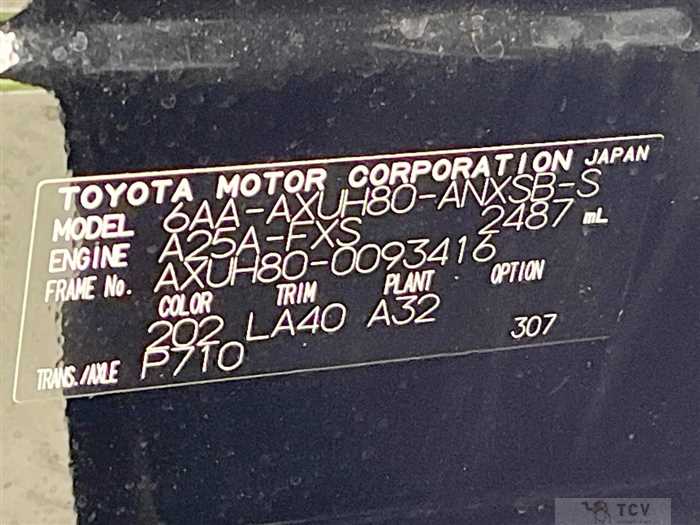 TOYOTA MOTOR CORPORATION JAPAN
MODEL 6AA-AXUH80-ANXSB-S
ENGINE A25A-FXS 2487 mL
FRAME No. AXUH80-0093416
COLOR TRIM PLANT OPTION
202 LA40 A32 307
TRANS./AXLE P710
TCV